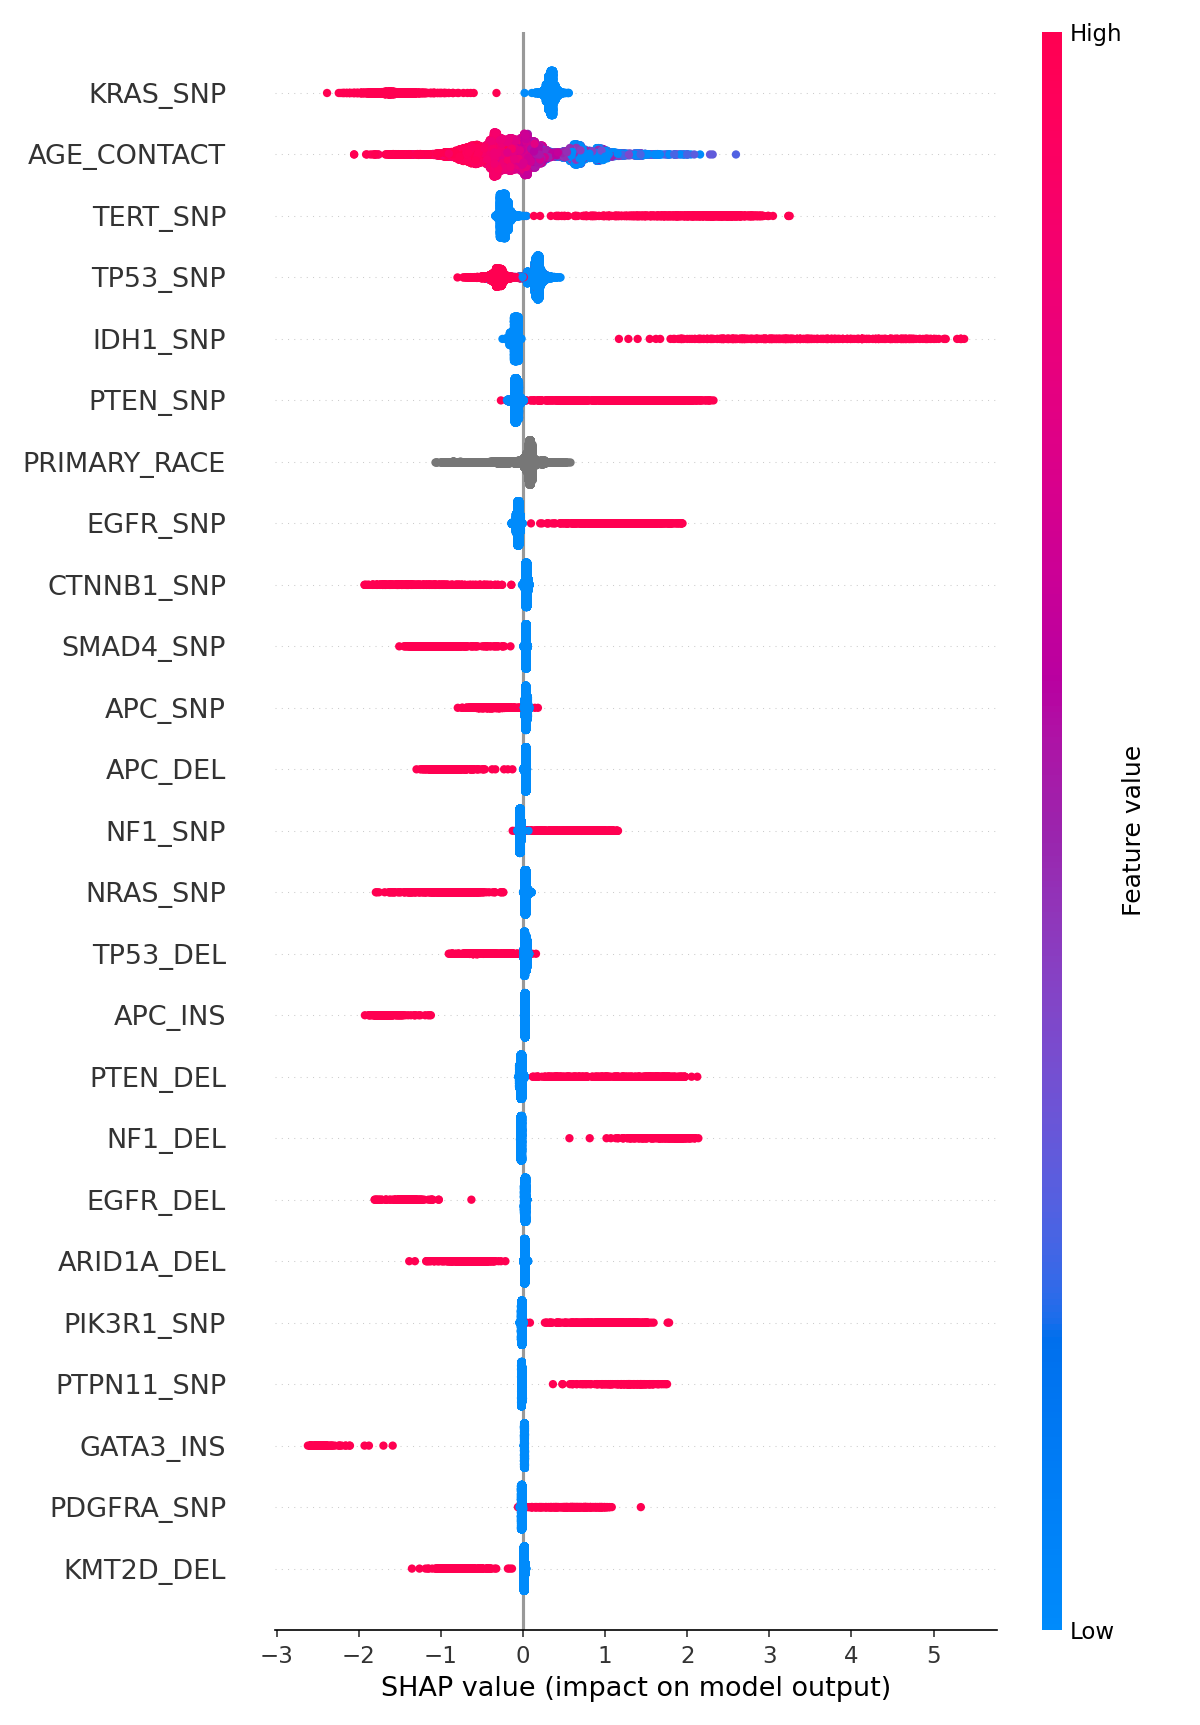 High
KRAS_SNP
AGE_CONTACT
TERT_SNP
TP53_SNP
IDH1_SNP
PTEN_SNP
PRIMARY_RACE
EGFR_SNP
CTNNB1_SNP
SMAD4_SNP
APC_SNP
APC_DEL
NF1_SNP
NRAS_SNP
TP53_DEL
APC_INS
PTEN_DEL
NF1_DEL
EGFR_DEL
ARID1A_DEL
PIK3R1_SNP
PTPN11_SNP
GATA3_INS
PDGFRA_SNP
KMT2D_DEL
Feature value
Low
−3 −2 −1 0 1 2 3 4 5
SHAP value (impact on model output)